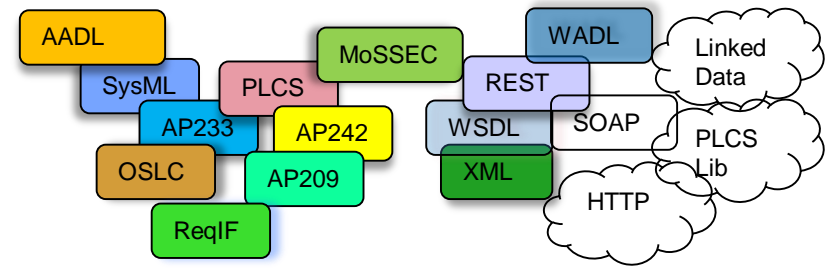 AADL
SysML
PLCS
MoSSEC
AP233
AP242
OSLC
AP209
ReqIF
WADL
REST
WSDL
SOAP
XML
Linked
Data
PLCS
Lib
HTTP